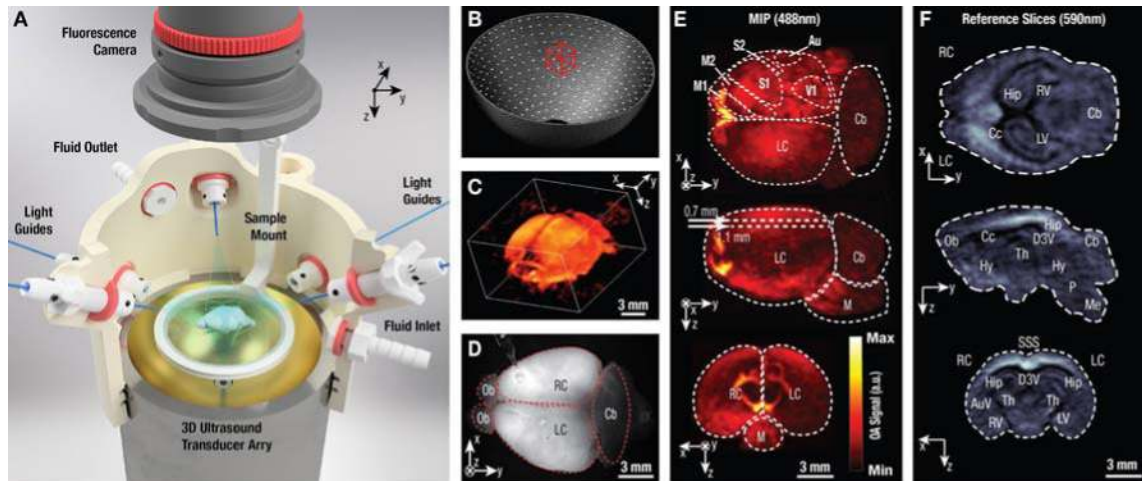 A
Fluorescence
Camera
x
y
z
Fluid Outlet
Light
Guides
Sample
Mount
Light
Guides
Fluid Inlet
3D Ultrasound
Transducer Arry
B
C
x
y
z
3 mm
D
Ob
Ob
RC
LC
Cb
x
z
y
3 mm
E
MIP (488nm)
Au
S2
M2
M1
S1
V1
Cb
LC
x
z
y
0.7 mm
1 mm
LC
Cb
M
x
y
z
RC
LC
M
x
y
z
Max
OA Signal (a.u.)
Min
3 mm
F
Reference Slices (590nm)
RC
Hip
RV
Cb
Cc
LV
LC
x
y
Ob
Cc
Hip
D3V
Cb
Th
Hy
Hy
P
Me
y
z
SSS
RC
LC
Hip
D3V
Hip
AuV
Th
Th
RV
LV
x
z
3 mm